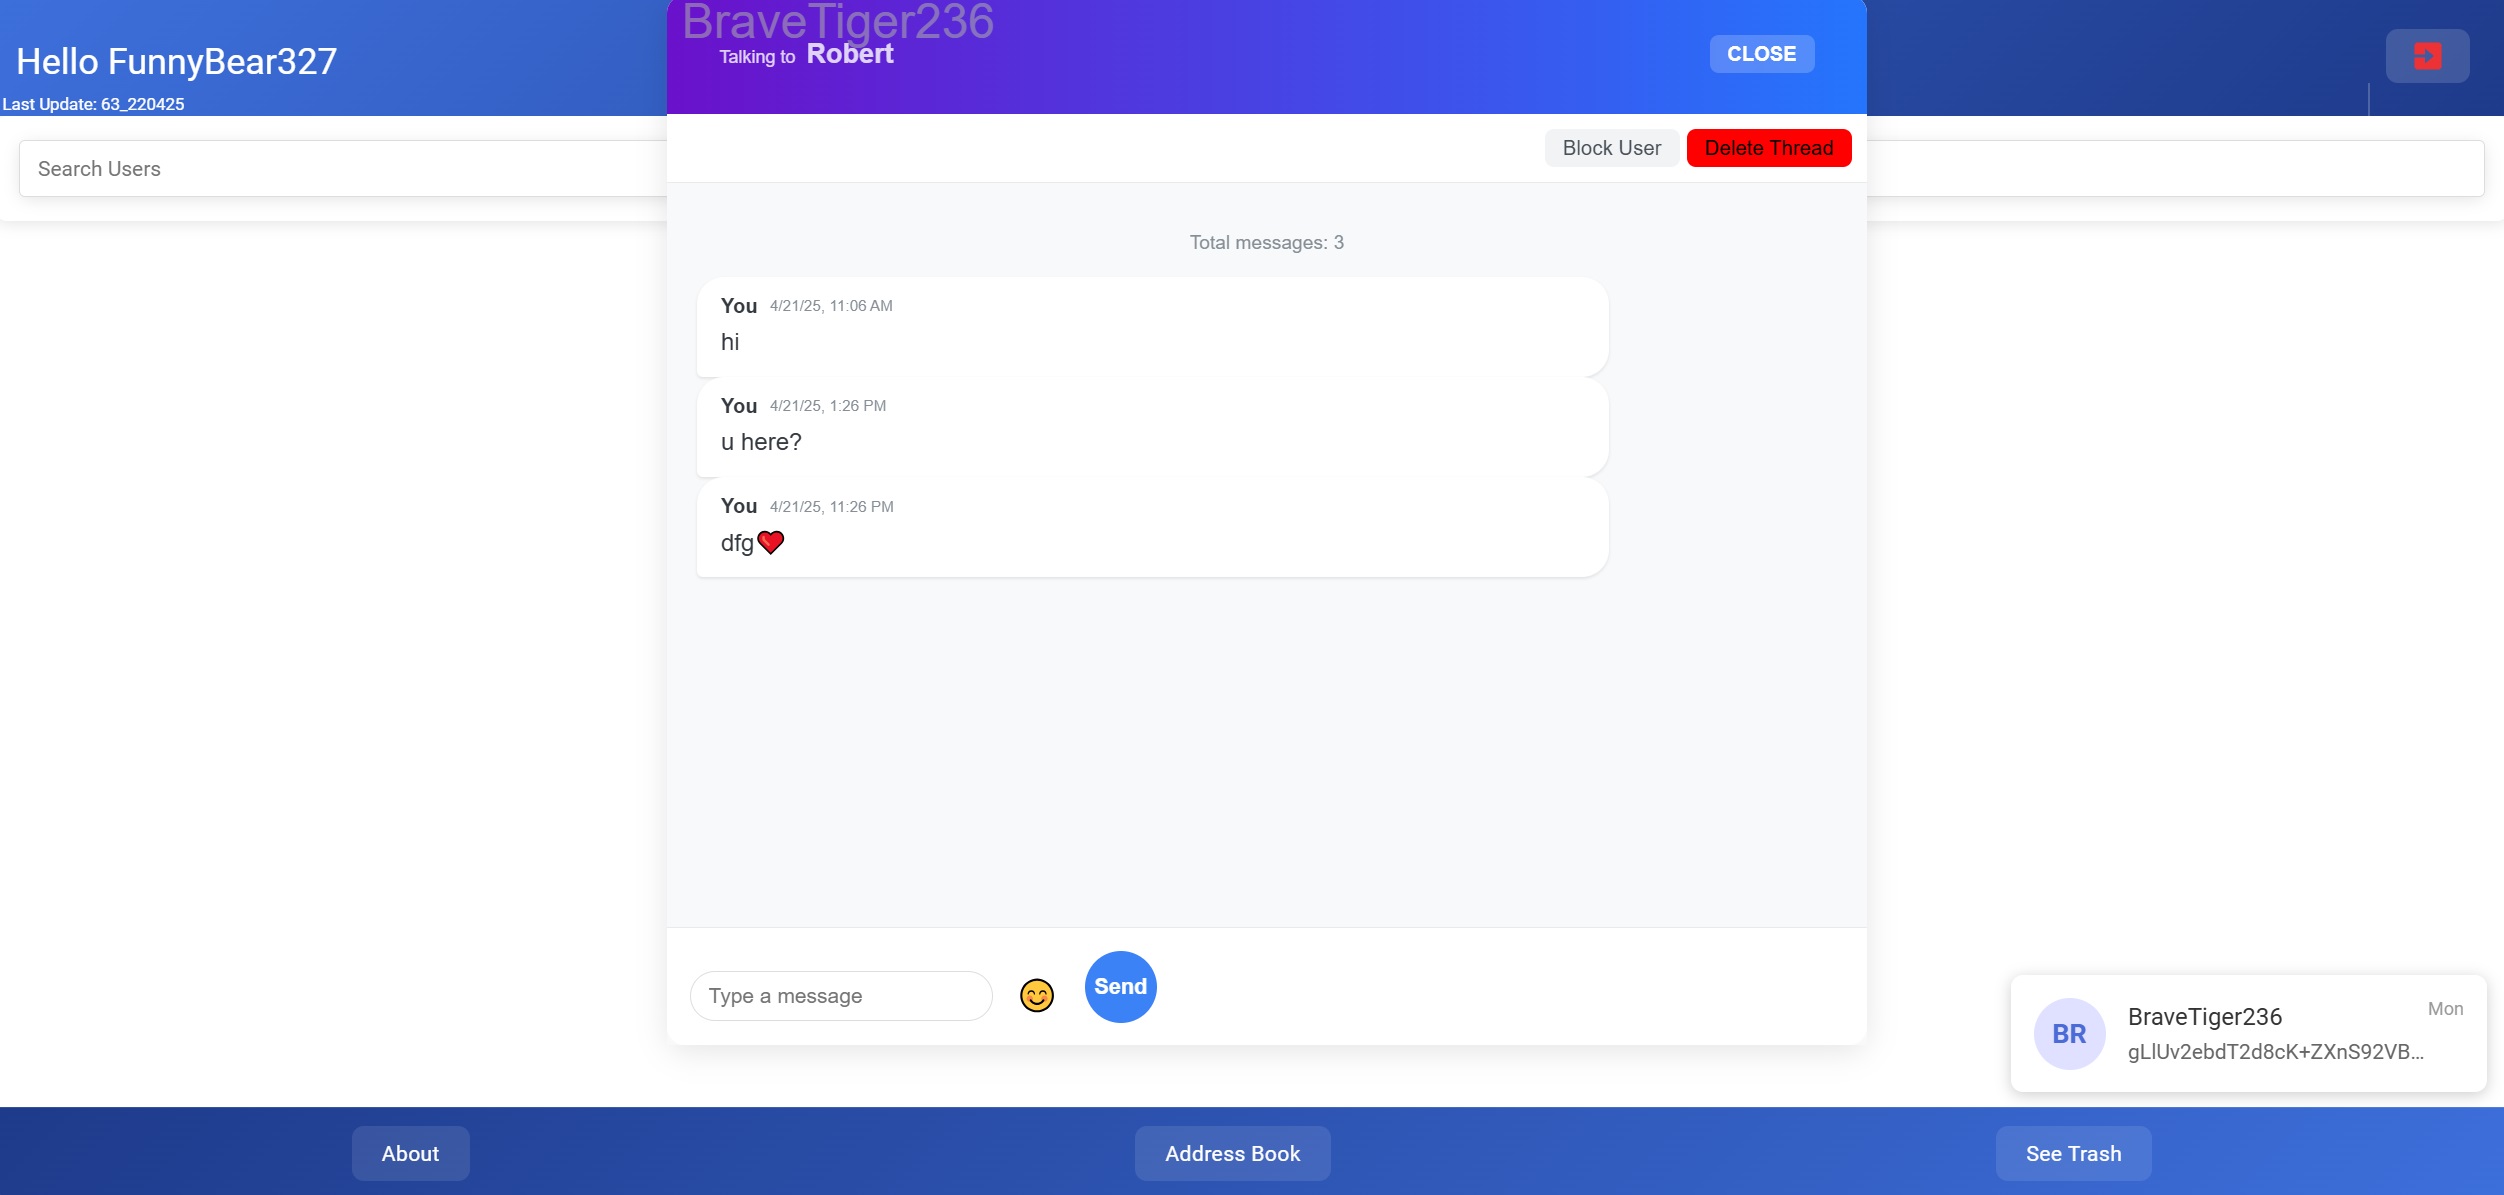 Hello FunnyBear327
Last Update: 63_220425
BraveTiger236
Talking to Robert
CLOSE
Search Users
Block User
Delete Thread
Total messages: 3
You 4/21/25, 11:06 AM
hi
You 4/21/25, 1:26 PM
u here?
You 4/21/25, 11:26 PM
dfg❤️
Type a message
😊
Send
BR
BraveTiger236
Mon
gLlUv2ebdT2d8cK+ZXnS92VB...
About
Address Book
See Trash